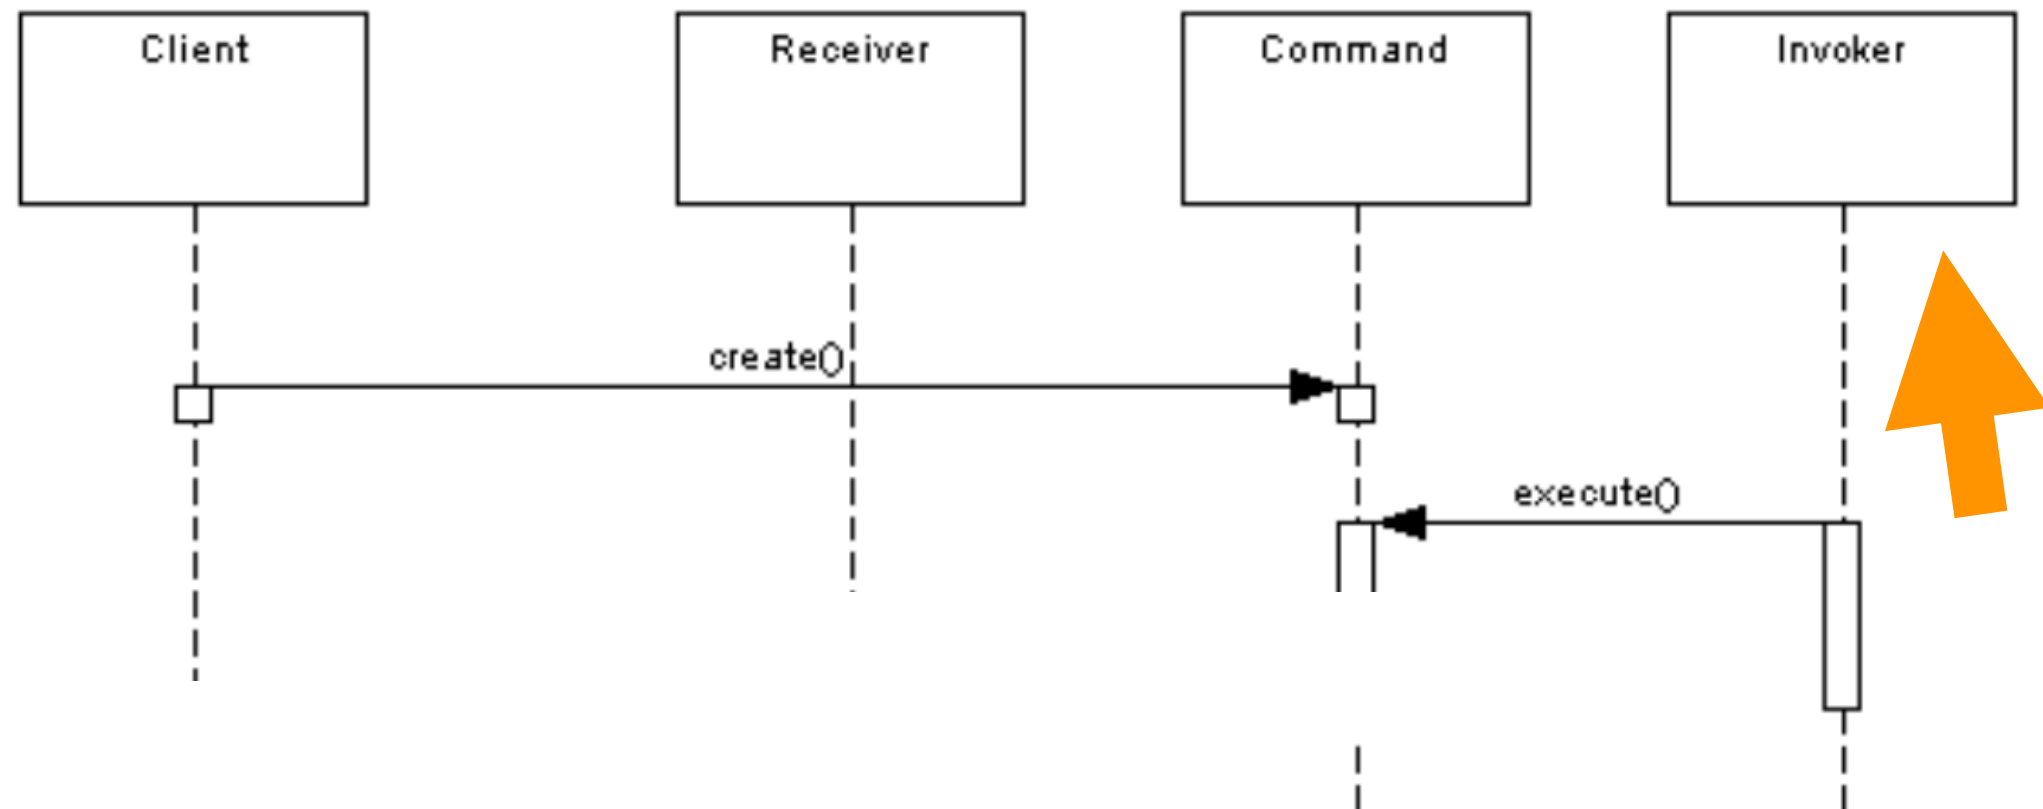 Client
Receiver
Command
Invoker
create()
execute()